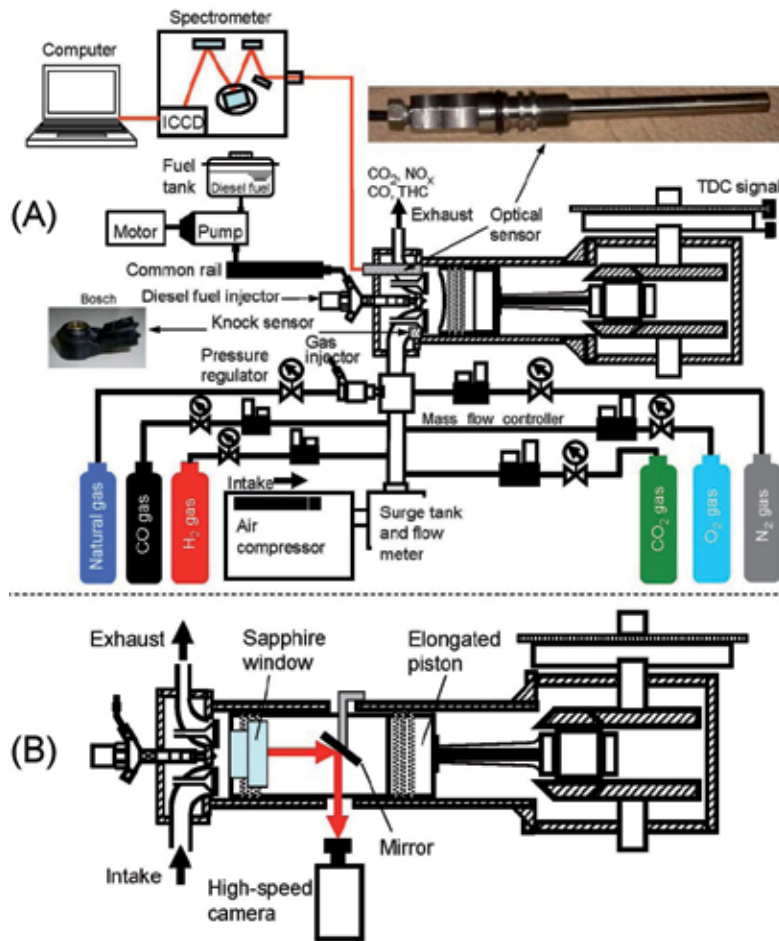 Spectrometer
Computer
ICCD
Fuel
tank
Diesel fuel
CO₂, NOₓ
CO, THC
Exhaust
Optical
sensor
TDC signal
(A)
Motor
Pump
Common rail
Diesel fuel injector
Bosch
Knock sensor
Gas
injector
Pressure
regulator
Mass flow controller
Intake
Air
compressor
Surge tank
and flow
meter
Natural gas
CO gas
H₂ gas
CO₂ gas
O₂ gas
N₂ gas
(B)
Exhaust
Sapphire
window
Elongated
piston
Mirror
Intake
High-speed
camera